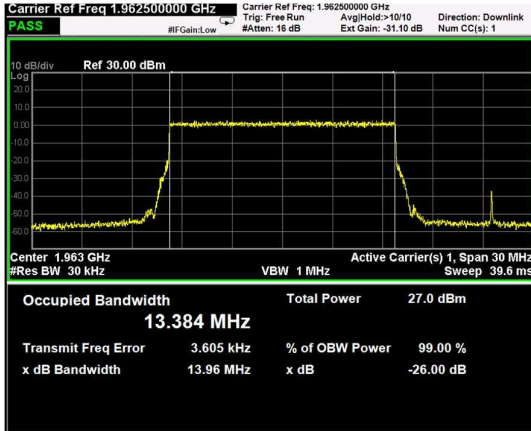 Carrier Ref Freq 1.962500000 GHz
Carrier Ref Freq: 1.962500000 GHz
PASS
Trig: Free Run
Avg|Hold:>10/10
Direction: Downlink
#IFGain:Low
#Atten: 16 dB
Ext Gain: -31.10 dB
Num CC(s): 1
10 dB/div
Ref 30.00 dBm
Log
20.0
10.0
0.00
-10.0
-20.0
-30.0
-40.0
-50.0
-60.0
Center 1.963 GHz
Active Carrier(s) 1, Span 30 MHz
#Res BW 30 kHz
VBW 1 MHz
Sweep 39.6 ms
Occupied Bandwidth
Total Power 27.0 dBm
13.384 MHz
Transmit Freq Error 3.605 kHz
% of OBW Power 99.00 %
x dB Bandwidth 13.96 MHz
x dB -26.00 dB